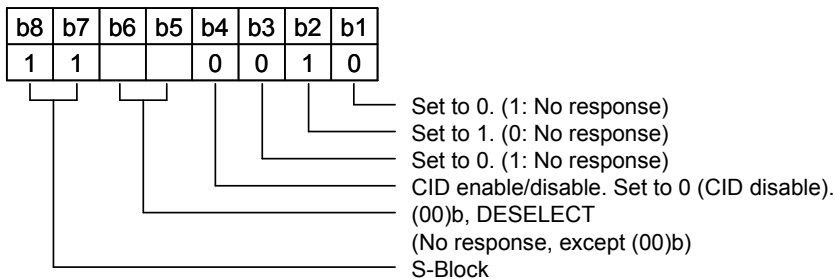 b8 b7 b6 b5 b4 b3 b2 b1
1 1 0 0 1 0
Set to 0. (1: No response)
Set to 1. (0: No response)
Set to 0. (1: No response)
CID enable/disable. Set to 0 (CID disable).
(00)b, DESELECT
(No response, except (00)b)
S-Block